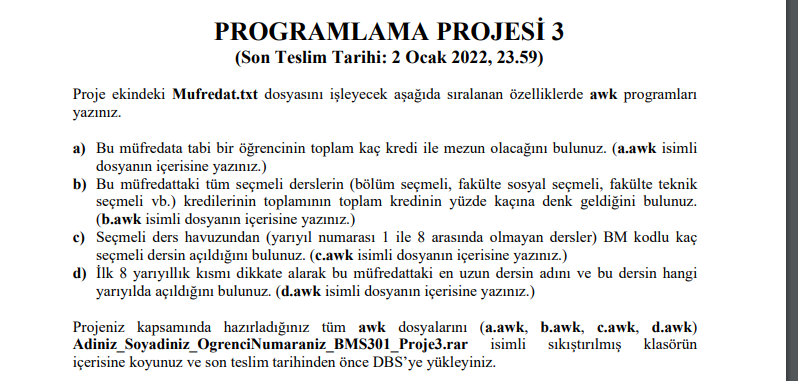 PROGRAMLAMA PROJESİ 3
(Son Teslim Tarihi: 2 Ocak 2022, 23.59)
Proje ekindeki Mufredat.txt dosyasını işleyecek aşağıda sıralanan özelliklerde awk programları
yazınız.
a) Bu müfredata tabi bir öğrencinin toplam kaç kredi ile mezun olacağını bulunuz. (a.awk isimli
dosyanın içerisine yazınız.)
b) Bu müfredattaki tüm seçmeli derslerin (bölüm seçmeli, fakülte sosyal seçmeli, fakülte teknik
seçmeli vb.) kredilerinin toplamının toplam kredinin yüzde kaçına denk geldiğini bulunuz.
(b.awk isimli dosyanın içerisine yazınız.)
c) Seçmeli ders havuzundan (yarıyıl numarası 1 ile 8 arasında olmayan dersler) BM kodlu kaç
seçmeli dersin açıldığını bulunuz. (c.awk isimli dosyanın içerisine yazınız.)
d) İlk 8 yarıyıllık kısmı dikkate alarak bu müfredattaki en uzun dersin adını ve bu dersin hangi
yarıyılda açıldığını bulunuz. (d.awk isimli dosyanın içerisine yazınız.)
Projeniz kapsamında hazırladığınız tüm awk dosyalarını (a.awk, b.awk, c.awk, d.awk)
Adiniz_Soyadiniz_OgrenciNumaraniz_BMS301_Proje3.rar isimli sıkıştırılmış klasörün
içerisine koyunuz ve son teslim tarihinden önce DBS'ye yükleyiniz.